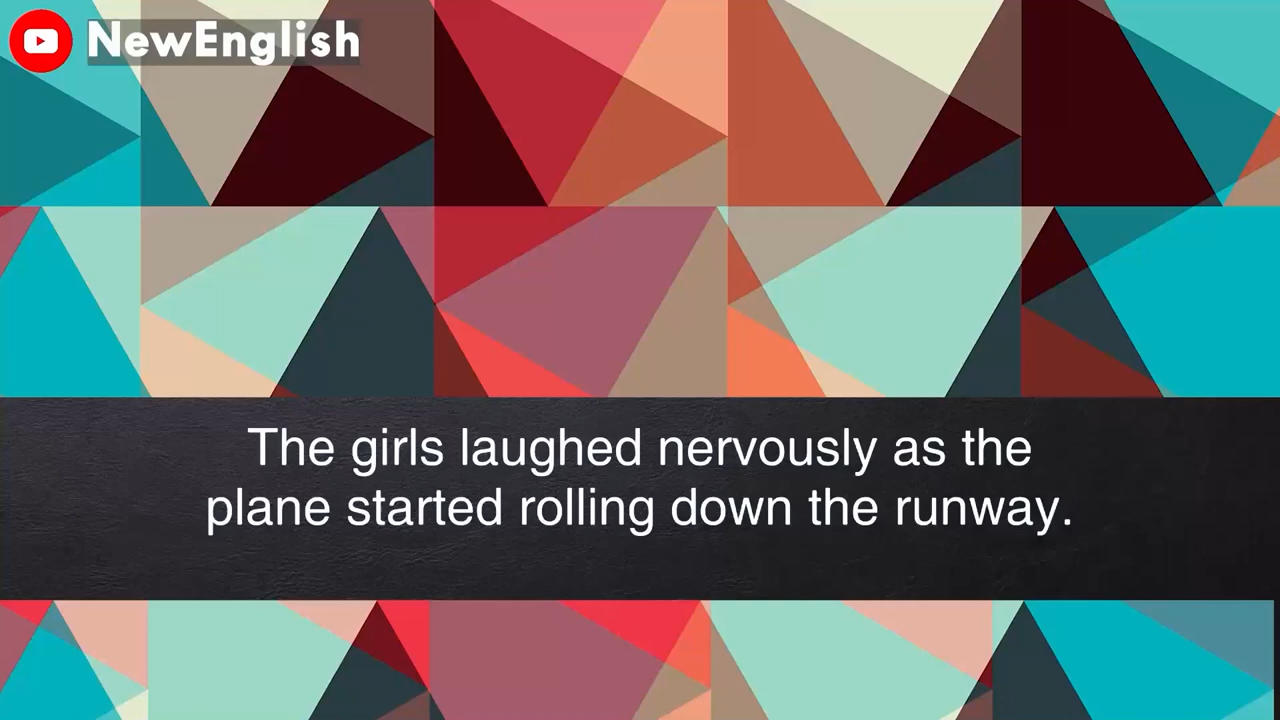 NewEnglish
The girls laughed nervously as the
plane started rolling down the runway.